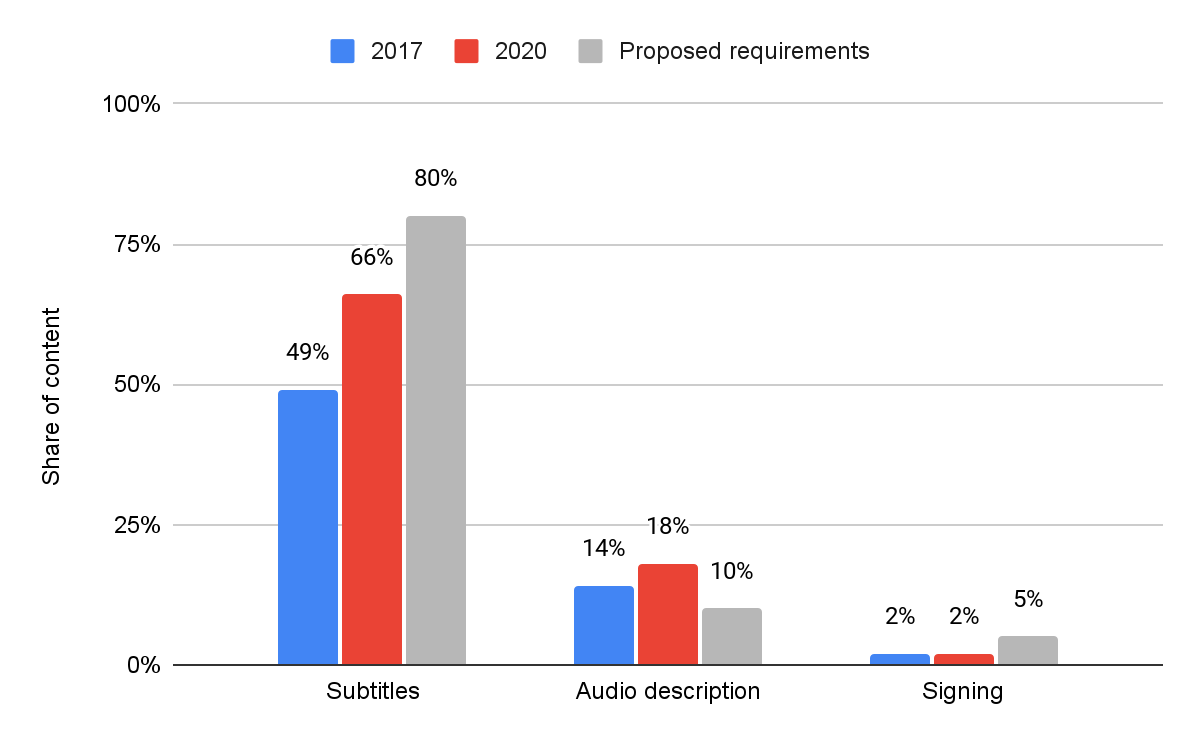 2017 2020 Proposed requirements
100%
75%
50%
25%
0%
Share of content
49% 66% 80%
14% 18% 10%
2% 2% 5%
Subtitles Audio description Signing